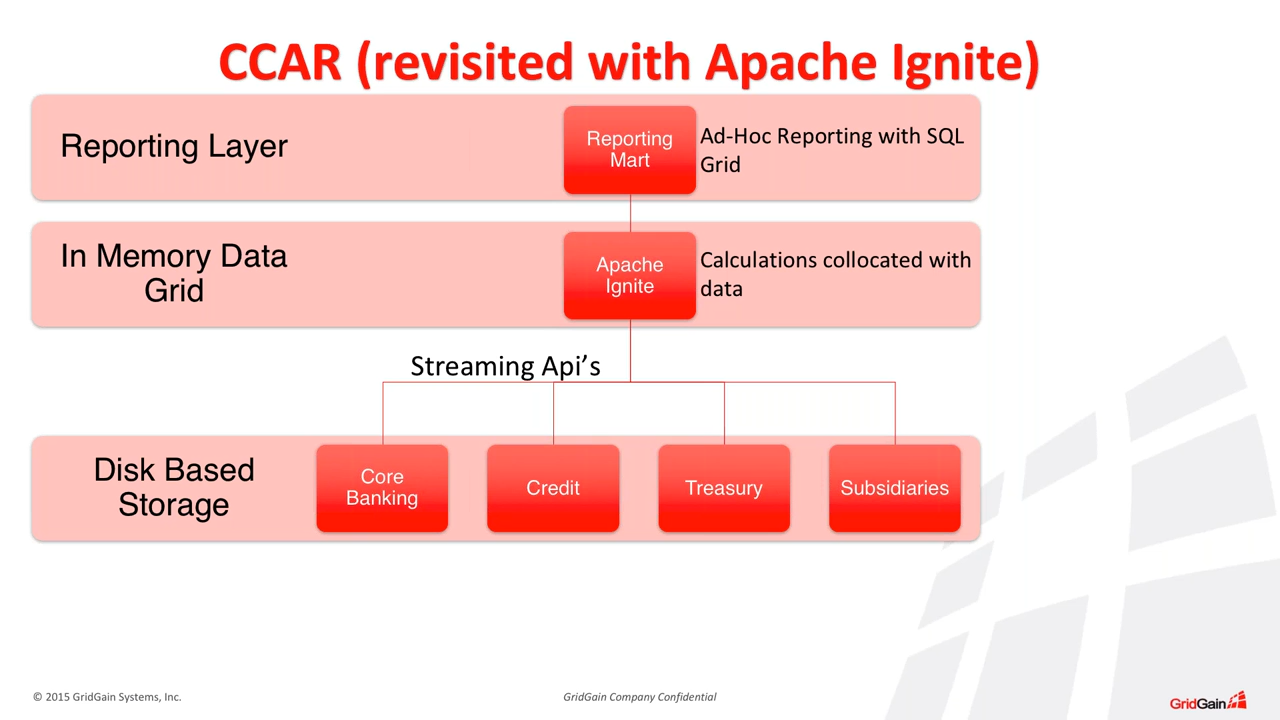 CCAR (revisited with Apache Ignite)
Reporting Layer
Reporting
Mart
Ad-Hoc Reporting with SQL
Grid
In Memory Data
Grid
Apache
Ignite
Calculations collocated with
data
Streaming Api’s
Disk Based
Storage
Core
Banking
Credit
Treasury
Subsidiaries
© 2015 GridGain Systems, Inc.
GridGain Company Confidential
GridGain